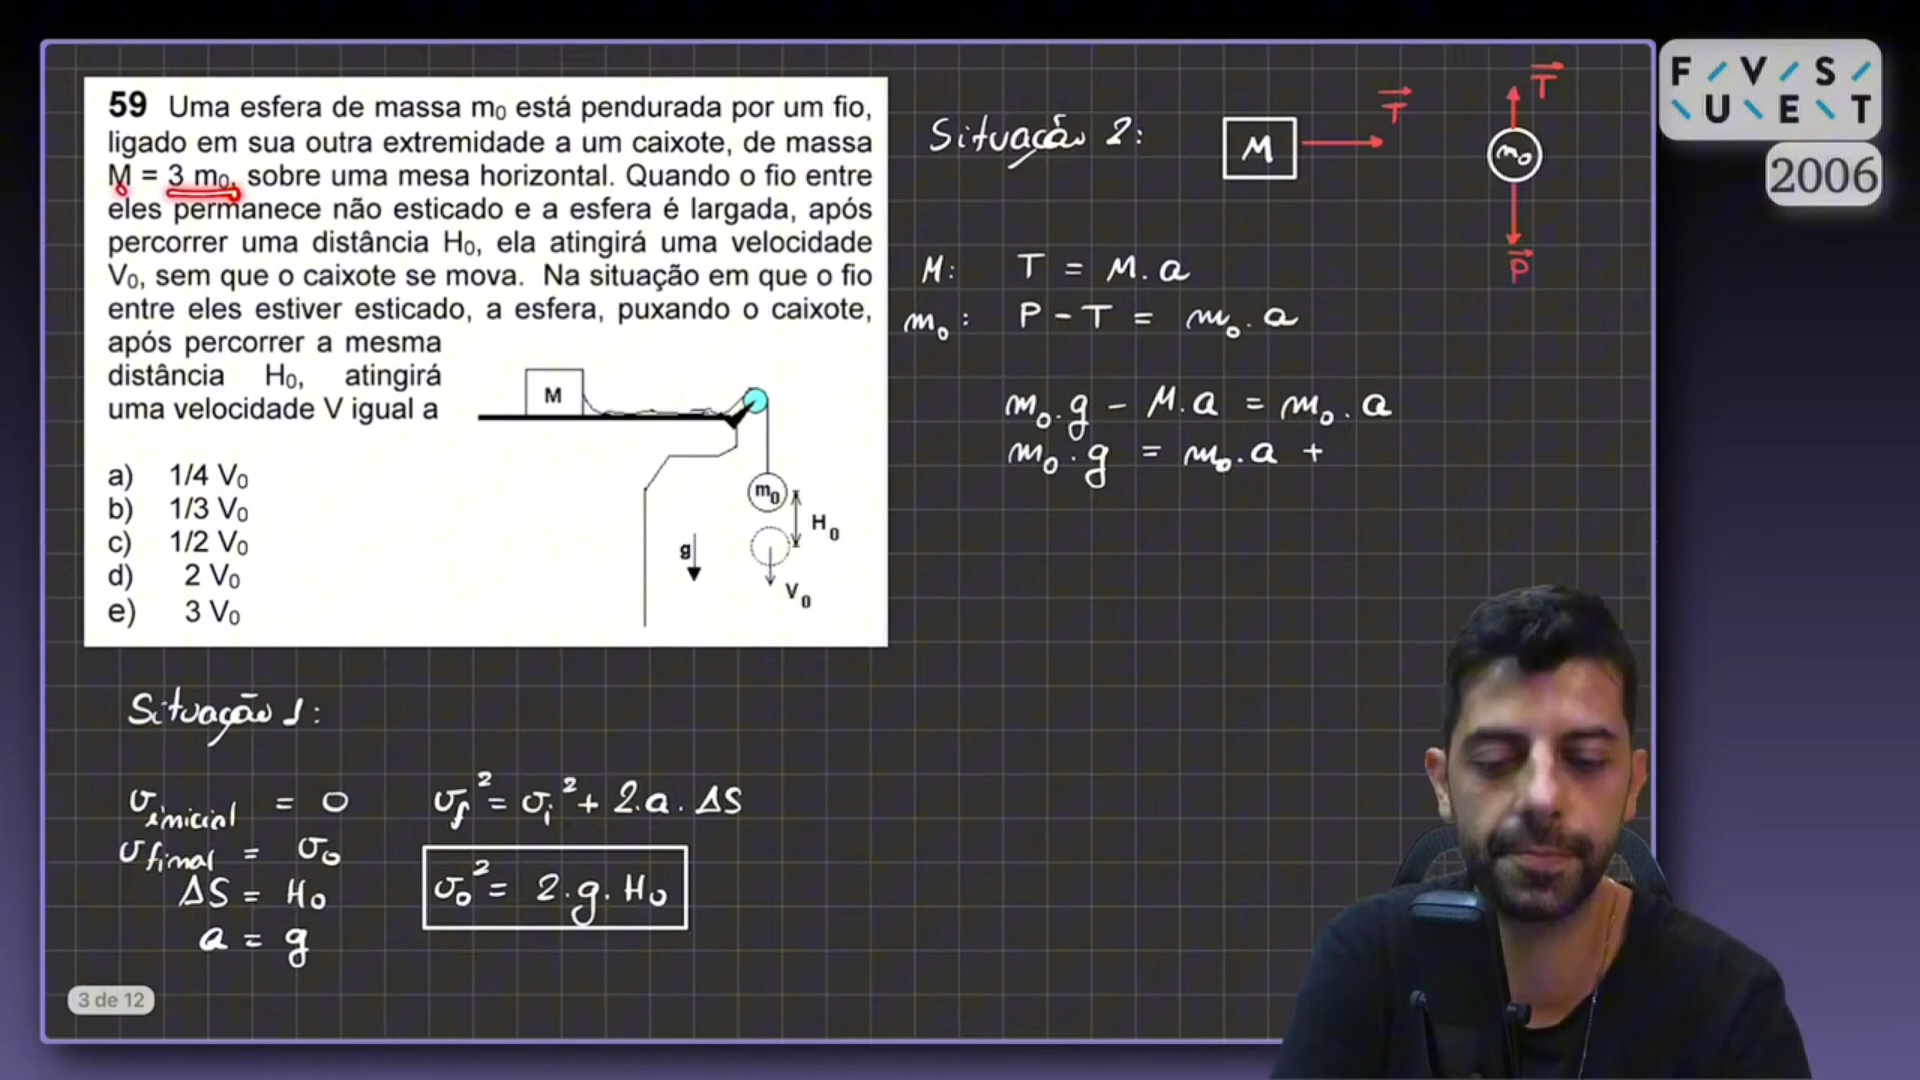 59 Uma esfera de massa m₀ está pendurada por um fio,
ligado em sua outra extremidade a um caixote, de massa
M = 3 m₀, sobre uma mesa horizontal. Quando o fio entre
eles permanece não esticado e a esfera é largada, após
percorrer uma distância H₀, ela atingirá uma velocidade
V₀, sem que o caixote se mova. Na situação em que o fio
entre eles estiver esticado, a esfera, puxando o caixote,
após percorrer a mesma
distância H₀, atingirá
uma velocidade V igual a
a) 1/4 V₀
b) 1/3 V₀
c) 1/2 V₀
d) 2 V₀
e) 3 V₀
M
m₀
H₀
g
V₀
Situação 1:
v inicial = 0
v final = v₀
ΔS = H₀
a = g
v_f² = v_i² + 2.a.ΔS
v₀² = 2.g.H₀
3 de 12
Situação 2:
M
T
T
m₀
P
M: T = M.a
m₀: P - T = m₀.a
m₀.g - M.a = m₀.a
m₀.g = m₀.a +
FUVEST
2006